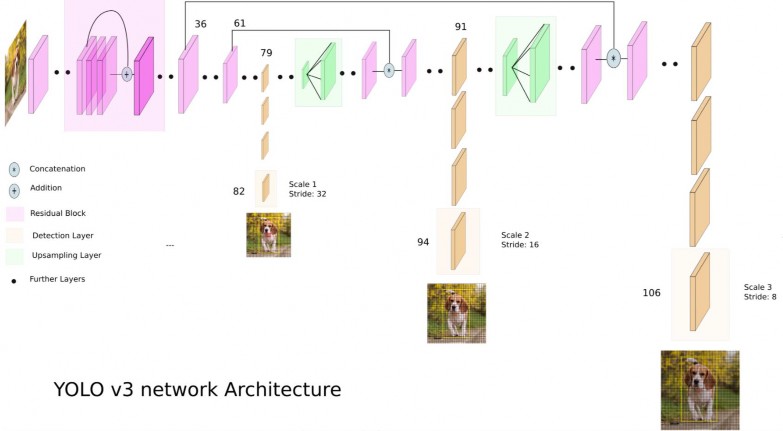 36
61
79
91
Concatenation
Addition
Residual Block
Detection Layer
Upsampling Layer
Further Layers
...
82
Scale 1
Stride: 32
94
Scale 2
Stride: 16
106
Scale 3
Stride: 8
YOLO v3 network Architecture